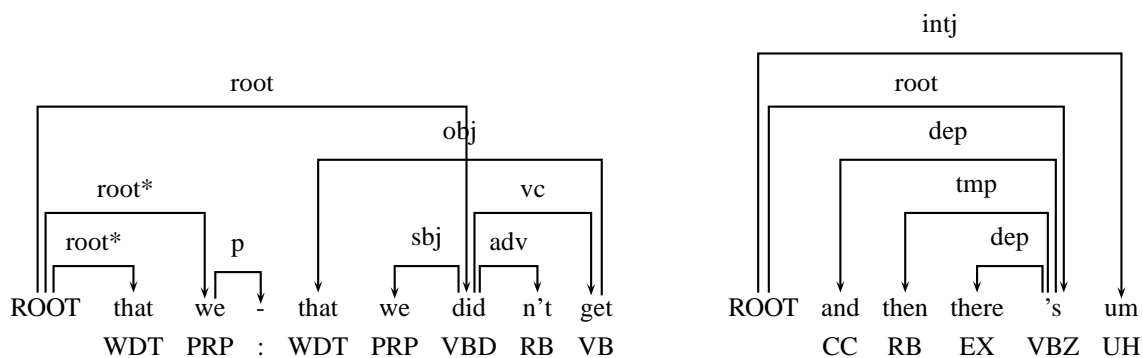 intj
root root
obj dep
root* vc tmp
root* p sbj adv dep
ROOT that we - that we did n't get ROOT and then there 's um
WDT PRP : WDT PRP VBD RB VB CC RB EX VBZ UH